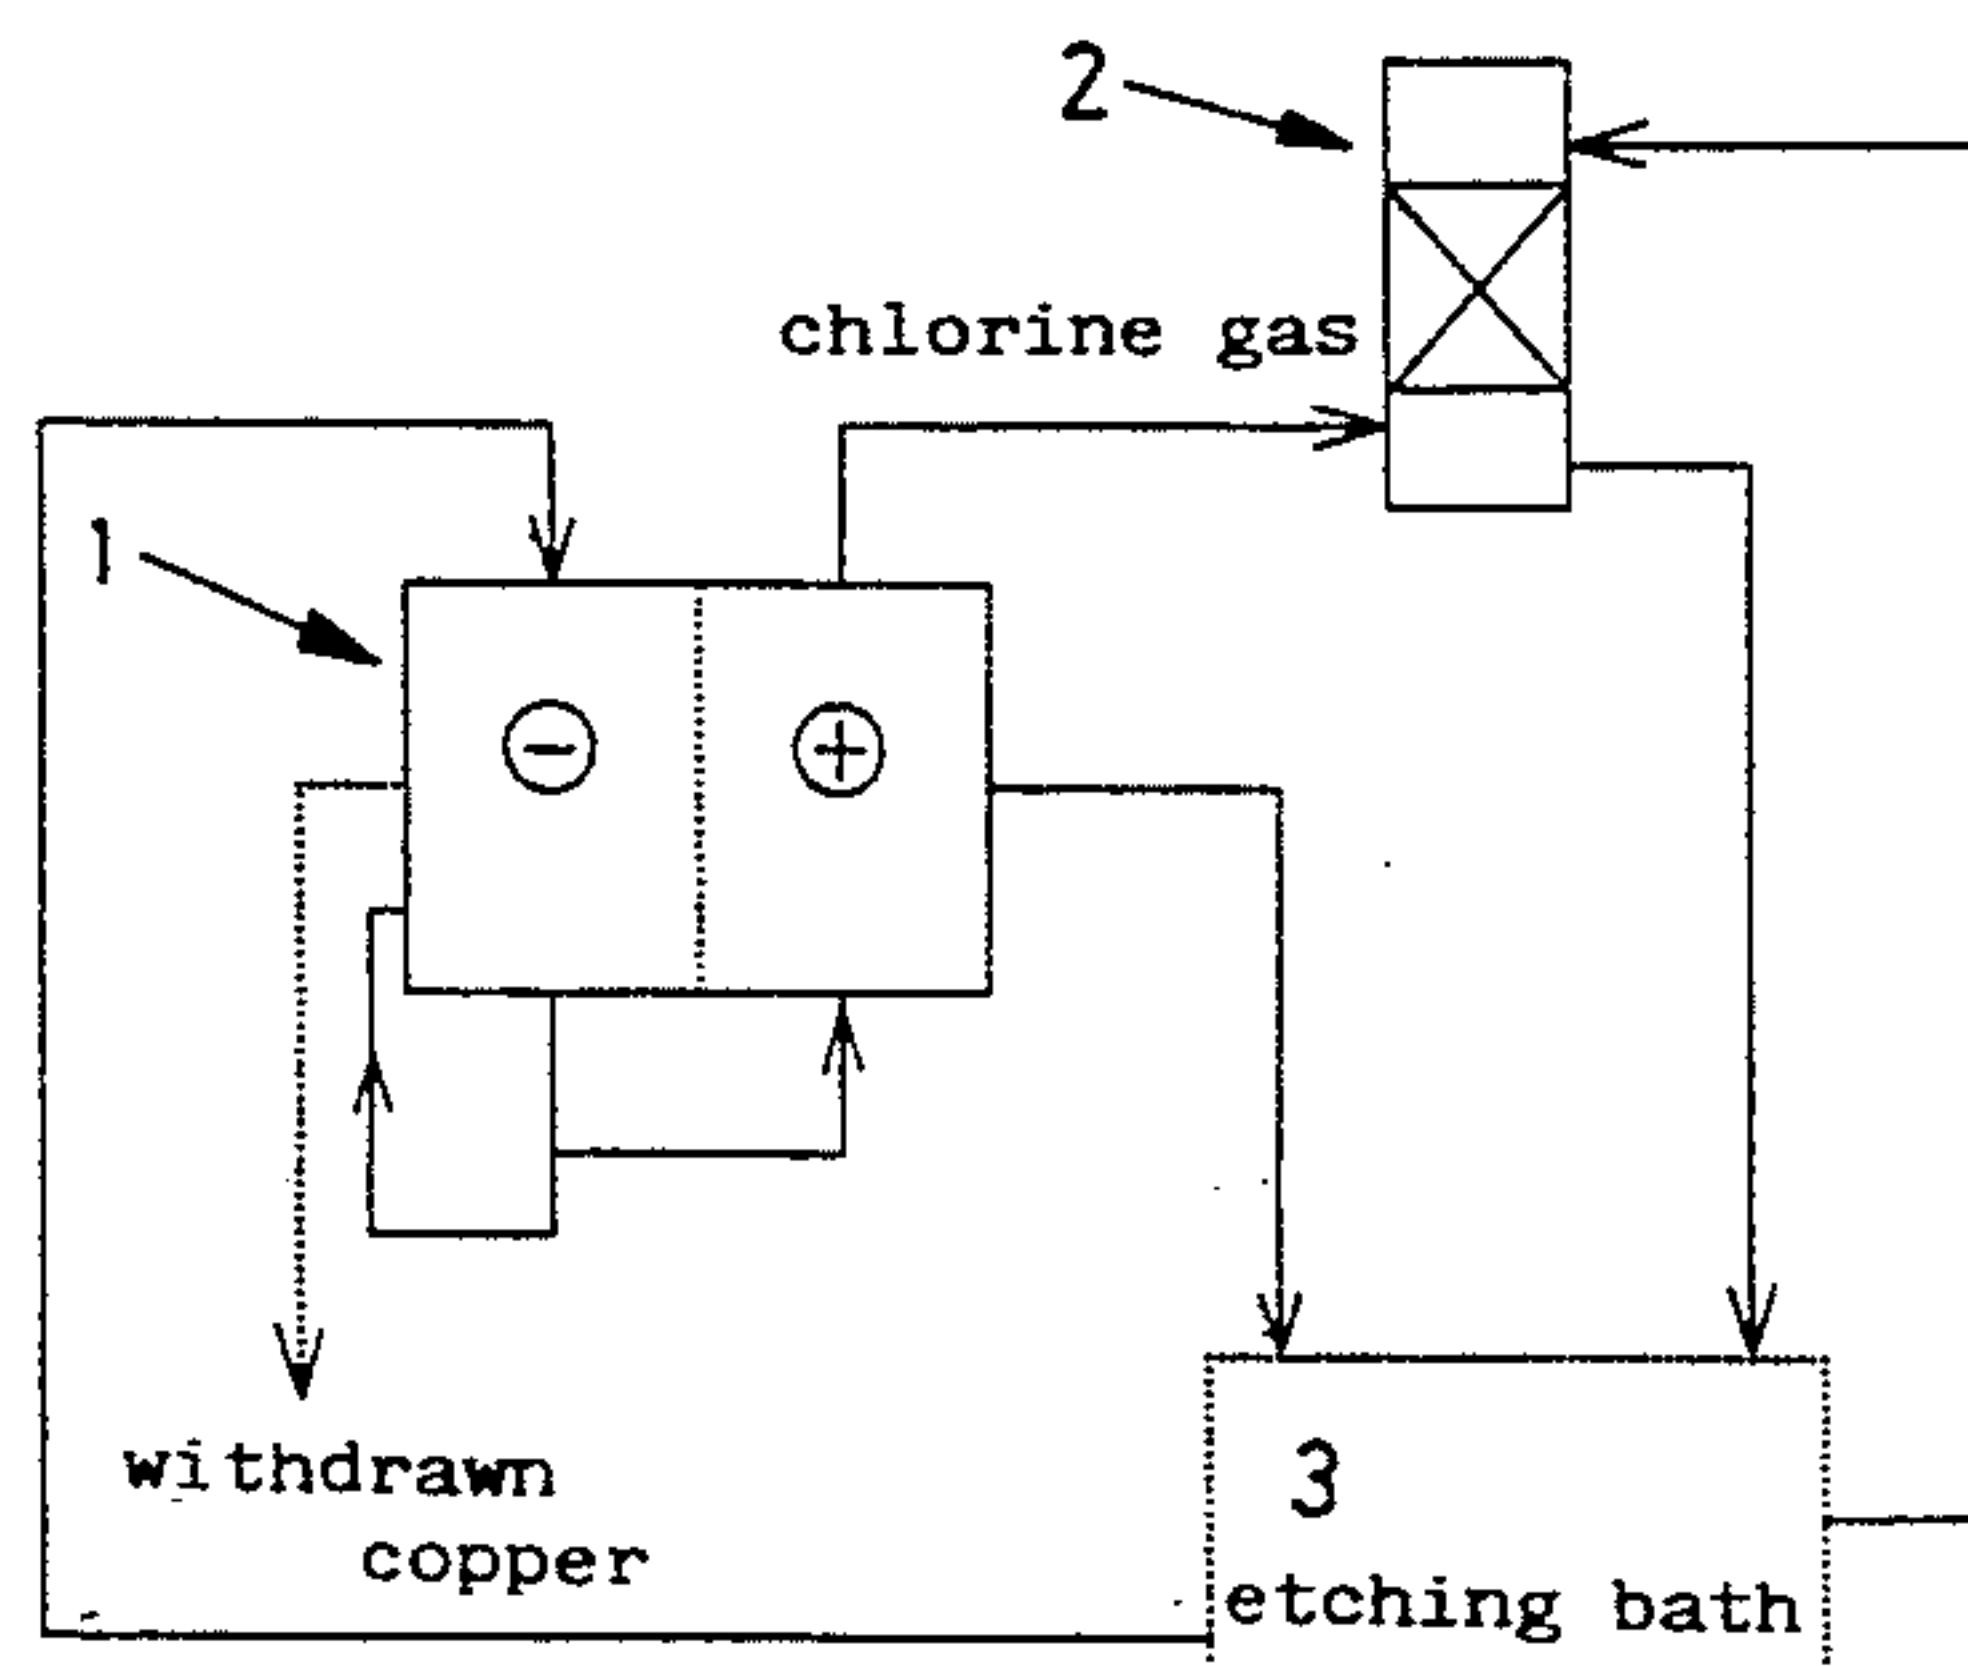 2
chlorine gas
1
− +
withdrawn
copper
3
etching bath